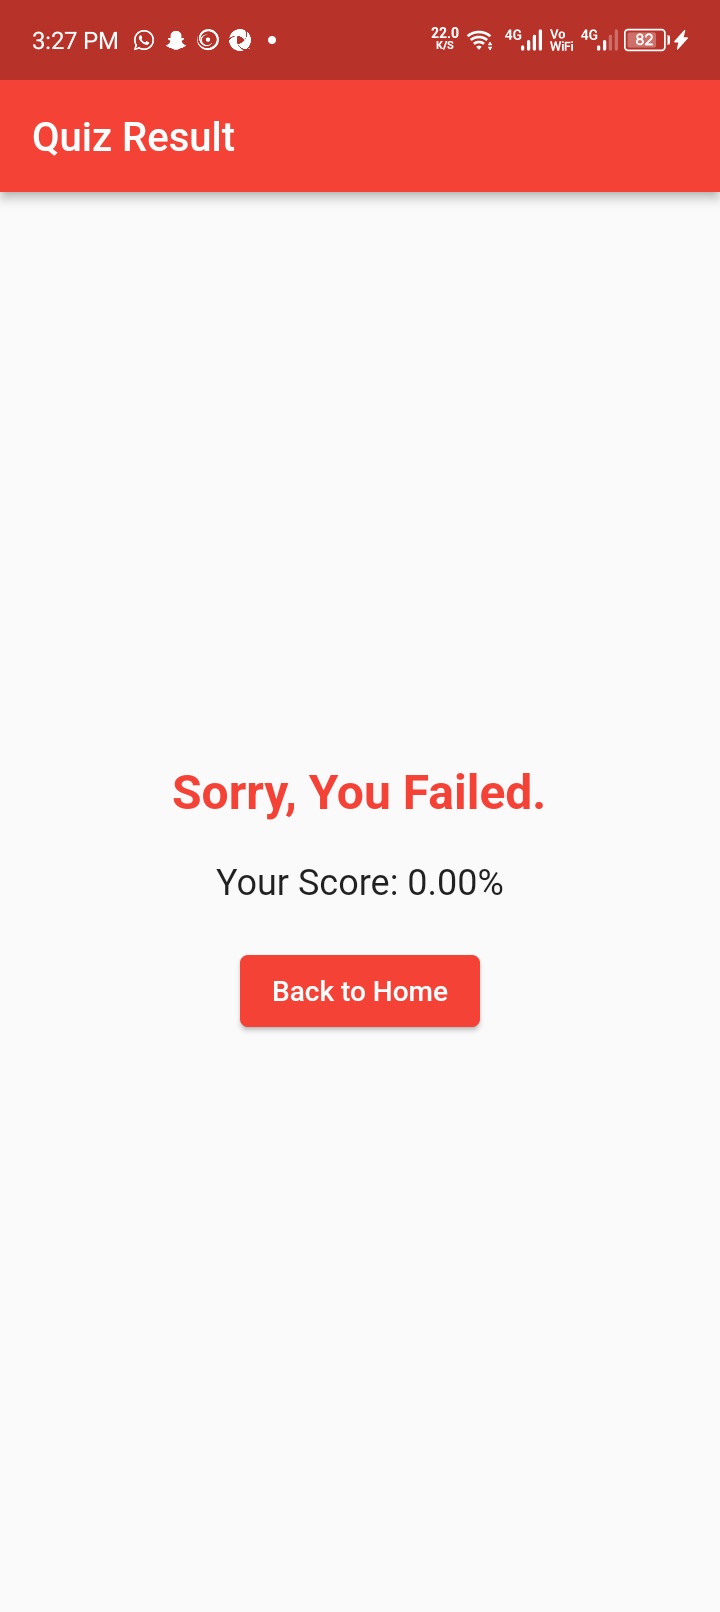 3:27 PM 22.0 K/S 4G Vo WiFi 4G 82
Quiz Result
Sorry, You Failed.
Your Score: 0.00%
Back to Home